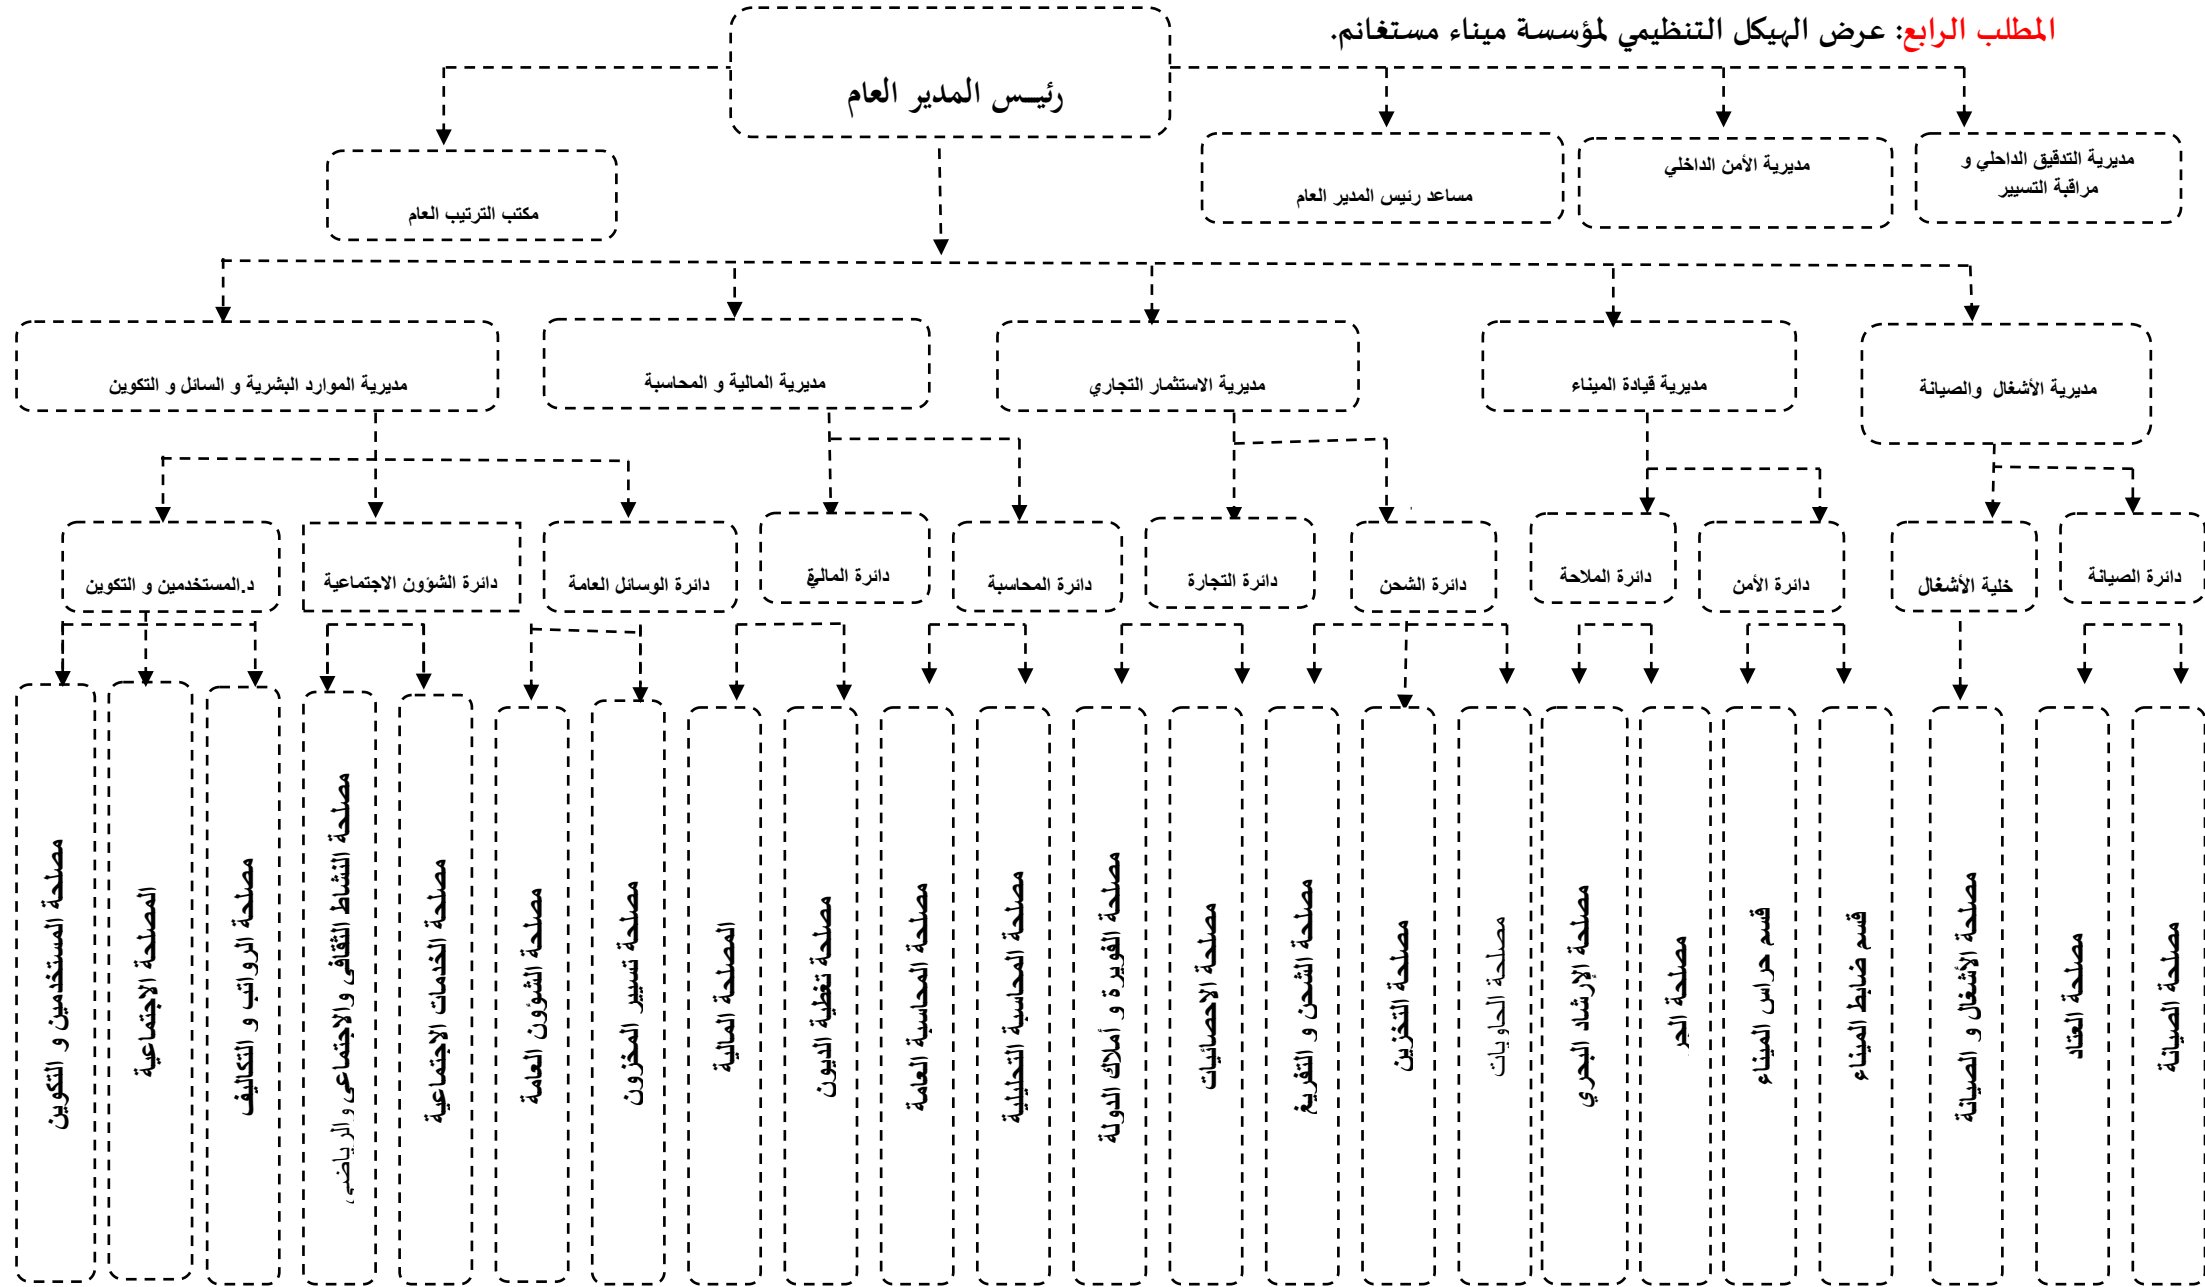 المطلب الرابع: عرض الهيكل التنظيمي لمؤسسة ميناء مستغانم.
رئيس المدير العام
مديرية التدقيق الداخلي و
مراقبة التسيير
مديرية الأمن الداخلي
مساعد رئيس المدير العام
مكتب الترتيب العام
مديرية الأشغال والصيانة
مديرية قيادة الميناء
مديرية الاستثمار التجاري
مديرية المالية و المحاسبة
مديرية الموارد البشرية و السائل و التكوين
دائرة الصيانة
خلية الأشغال
دائرة الأمن
دائرة الملاحة
دائرة الشحن
دائرة التجارة
دائرة المحاسبة
دائرة المالية
دائرة الوسائل العامة
دائرة الشؤون الاجتماعية
د.المستخدمين و التكوين
مصلحة الصيانة
مصلحة العتاد
مصلحة الأشغال و الصيانة
قسم ضابط الميناء
قسم حراس الميناء
مصلحة الجر
مصلحة الإرشاد البحري
مصلحة الحاويات
مصلحة التخزين
مصلحة الشحن و التفريغ
مصلحة الاحصائيات
مصلحة الفويرة و أملاك الدولة
مصلحة المحاسبة التحليلية
مصلحة المحاسبة العامة
مصلحة تغطية الديون
المصلحة المالية
مصلحة تسيير المخزون
مصلحة الشؤون العامة
مصلحة الخدمات الاجتماعية
مصلحة النشاط الثقافي والاجتماعي والرياضي
مصلحة الرواتب و التكاليف
المصلحة الاجتماعية
مصلحة المستخدمين و التكوين